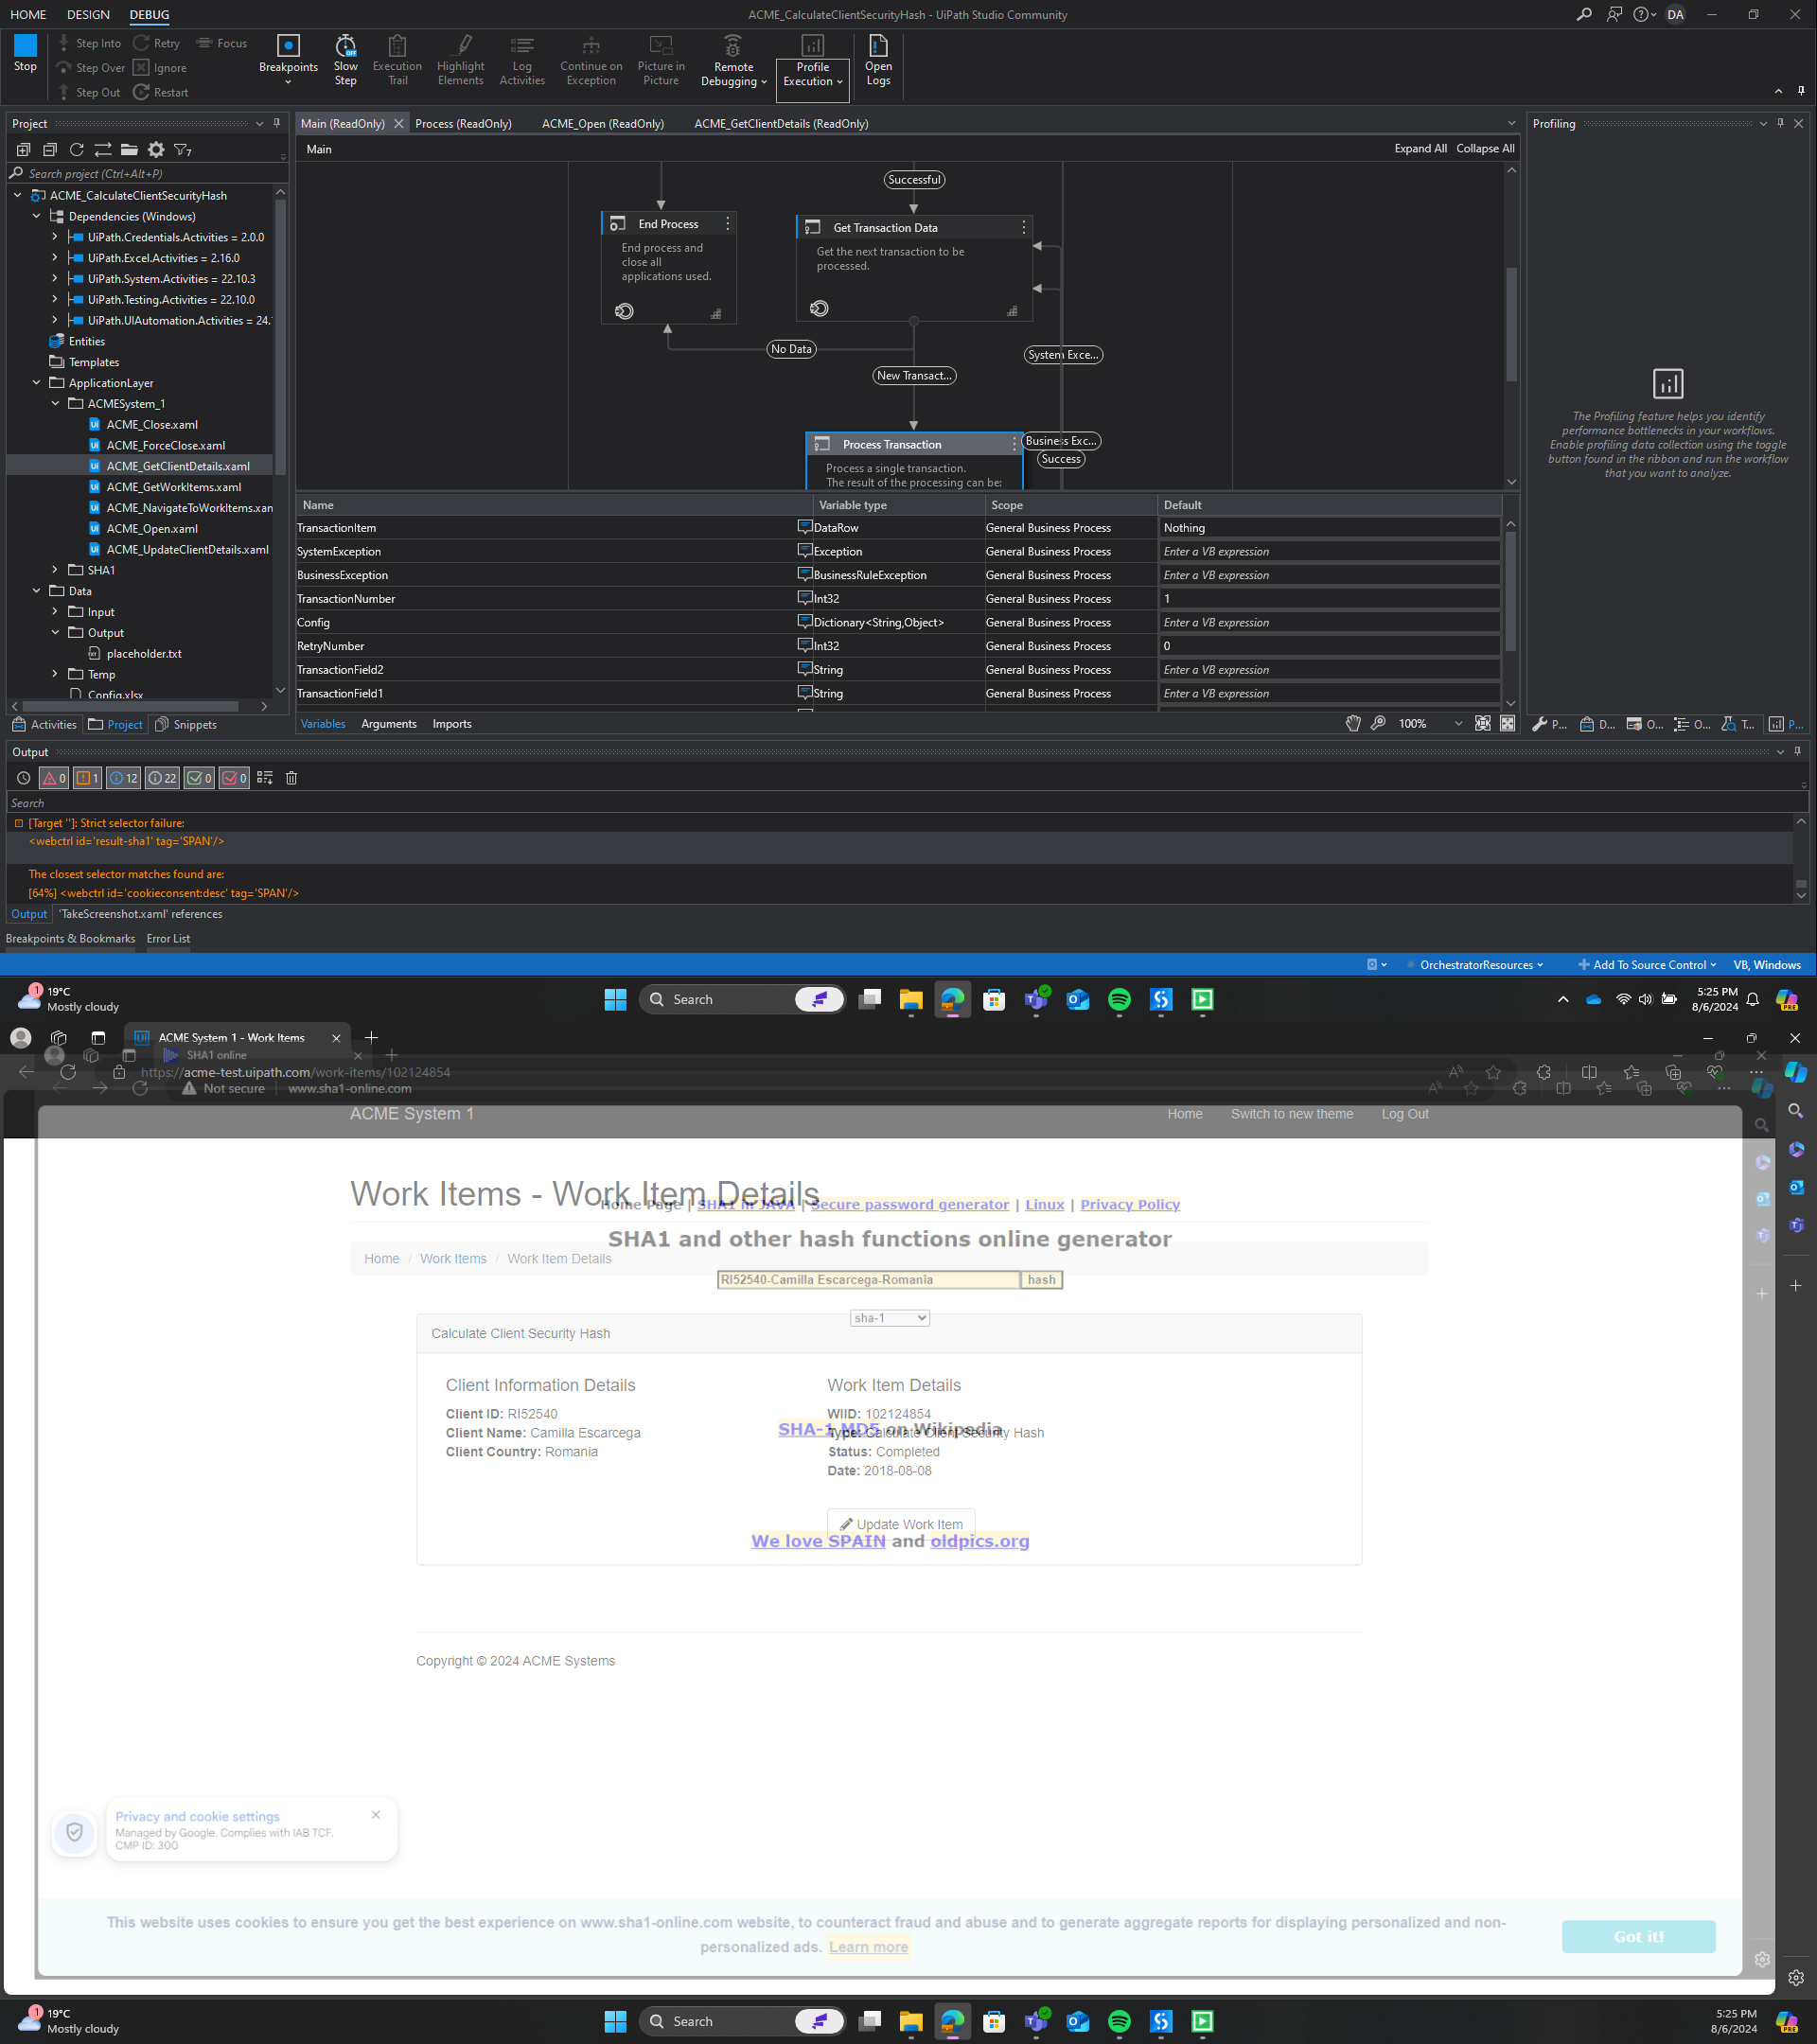 HOME DESIGN DEBUG
ACME_CalculateClientSecurityHash - UiPath Studio Community
DA
Stop
Step Into
Retry
Focus
Step Over
Ignore
Step Out
Restart
Breakpoints
Slow
Step
Execution
Trail
Highlight
Elements
Log
Activities
Continue on
Exception
Picture in
Picture
Remote
Debugging
Profile
Execution
Open
Logs
Project
Search project (Ctrl+Alt+P)
ACME_CalculateClientSecurityHash
Dependencies (Windows)
UiPath.Credentials.Activities = 2.0.0
UiPath.Excel.Activities = 2.16.0
UiPath.System.Activities = 22.10.3
UiPath.Testing.Activities = 22.10.0
UiPath.UIAutomation.Activities = 24.
Entities
Templates
ApplicationLayer
ACMESystem_1
ACME_Close.xaml
ACME_ForceClose.xaml
ACME_GetClientDetails.xaml
ACME_GetWorkItems.xaml
ACME_NavigateToWorkItems.xan
ACME_Open.xaml
ACME_UpdateClientDetails.xaml
SHA1
Data
Input
Output
placeholder.txt
Temp
Config.xlsx
Activities Project Snippets
Main (ReadOnly) Process (ReadOnly) ACME_Open (ReadOnly) ACME_GetClientDetails (ReadOnly)
Main
Expand All Collapse All
Successful
End Process
End process and
close all
applications used.
Get Transaction Data
Get the next transaction to be
processed.
No Data
System Exce...
New Transact...
Process Transaction
Process a single transaction.
The result of the processing can be:
Business Exc...
Success
Name Variable type Scope Default
TransactionItem DataRow General Business Process Nothing
SystemException Exception General Business Process Enter a VB expression
BusinessException BusinessRuleException General Business Process Enter a VB expression
TransactionNumber Int32 General Business Process 1
Config Dictionary<String,Object> General Business Process Enter a VB expression
RetryNumber Int32 General Business Process 0
TransactionField2 String General Business Process Enter a VB expression
TransactionField1 String General Business Process Enter a VB expression
Variables Arguments Imports
100%
Profiling
The Profiling feature helps you identify
performance bottlenecks in your workflows.
Enable profiling data collection using the toggle
button found in the ribbon and run the workflow
that you want to analyze.
P... D... O... O... T... P...
Output
0 1 12 22 0 0
Search
[Target '']: Strict selector failure:
<webctrl id='result-sha1' tag='SPAN'/>
The closest selector matches found are:
[64%] <webctrl id='cookieconsent:desc' tag='SPAN'/>
Output 'TakeScreenshot.xaml' references
Breakpoints & Bookmarks Error List
OrchestratorResources Add To Source Control VB, Windows
1
19°C
Mostly cloudy
Search
PRE
5:25 PM
8/6/2024
ACME System 1 - Work Items
SHA1 online
https://acme-test.uipath.com/work-items/102124854
Not secure www.sha1-online.com
ACME System 1
Home Switch to new theme Log Out
Work Items - Work Item Details
Home Page | SHA1 in JAVA | Secure password generator | Linux | Privacy Policy
SHA1 and other hash functions online generator
Home / Work Items / Work Item Details
RI52540-Camilla Escarcega-Romania hash
sha-1
Calculate Client Security Hash
Client Information Details
Client ID: RI52540
Client Name: Camilla Escarcega
Client Country: Romania
Work Item Details
WIID: 102124854
SHA-1 MD5 on Wikipedia
Type: Calculate Client Security Hash
Status: Completed
Date: 2018-08-08
Update Work Item
We love SPAIN and oldpics.org
Copyright © 2024 ACME Systems
Privacy and cookie settings
Managed by Google. Complies with IAB TCF.
CMP ID: 300
This website uses cookies to ensure you get the best experience on www.sha1-online.com website, to counteract fraud and abuse and to generate aggregate reports for displaying personalized and non-
personalized ads. Learn more
Got it!
1
19°C
Mostly cloudy
Search
5:25 PM
8/6/2024
PRE